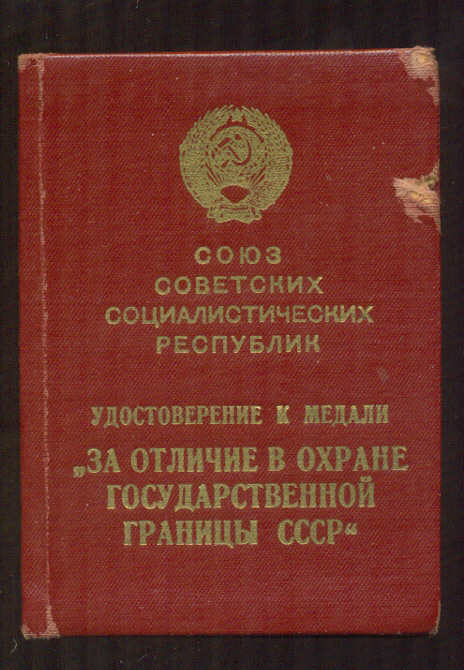 СОЮЗ
СОВЕТСКИХ
СОЦИАЛИСТИЧЕСКИХ
РЕСПУБЛИК
УДОСТОВЕРЕНИЕ К МЕДАЛИ
„ЗА ОТЛИЧИЕ В ОХРАНЕ
ГОСУДАРСТВЕННОЙ
ГРАНИЦЫ СССР“